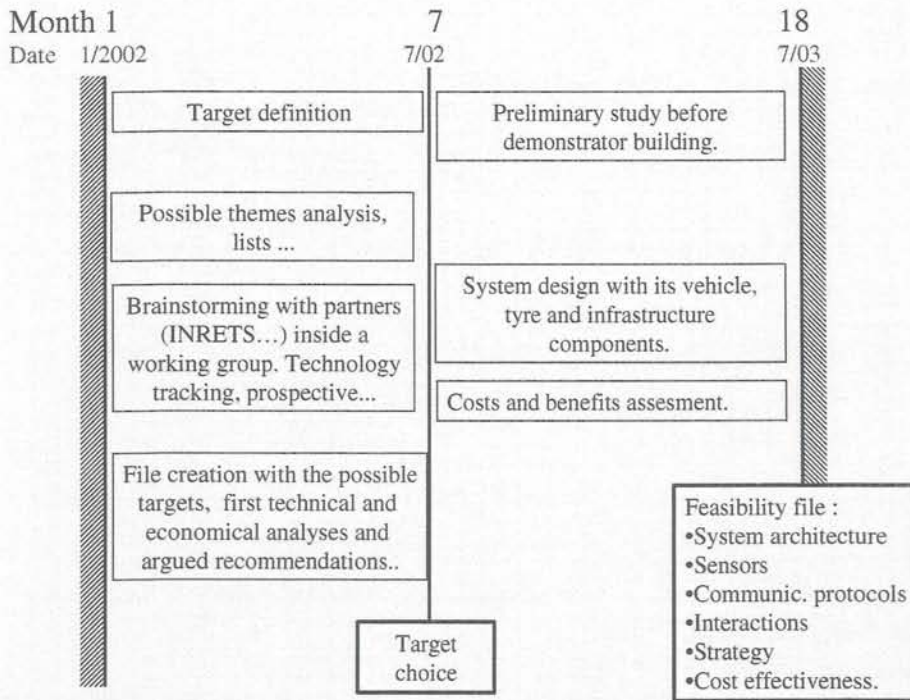 Month 1 7 18
Date 1/2002 7/02 7/03
Target definition
Possible themes analysis,
lists ...
Brainstorming with partners
(INRETS...) inside a
working group. Technology
tracking, prospective...
File creation with the possible
targets, first technical and
economical analyses and
argued recommendations..
Target
choice
Preliminary study before
demonstrator building.
System design with its vehicle,
tyre and infrastructure
components.
Costs and benefits assesment.
Feasibility file :
•System architecture
•Sensors
•Communic. protocols
•Interactions
•Strategy
•Cost effectiveness.